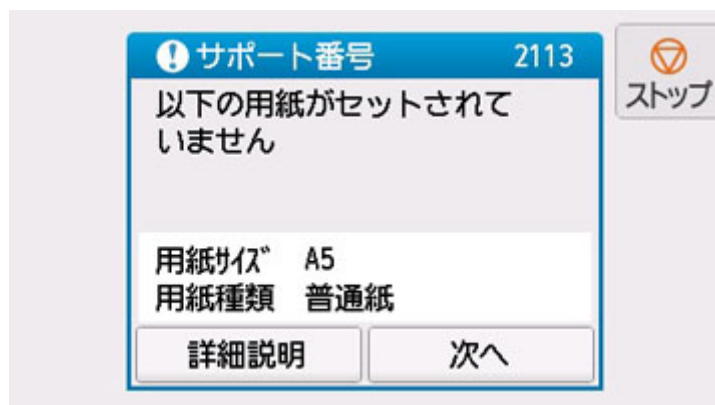 サポート番号 2113
ストップ
以下の用紙がセットされて
いません
用紙ｻｲｽﾞ A5
用紙種類 普通紙
詳細説明 次へ